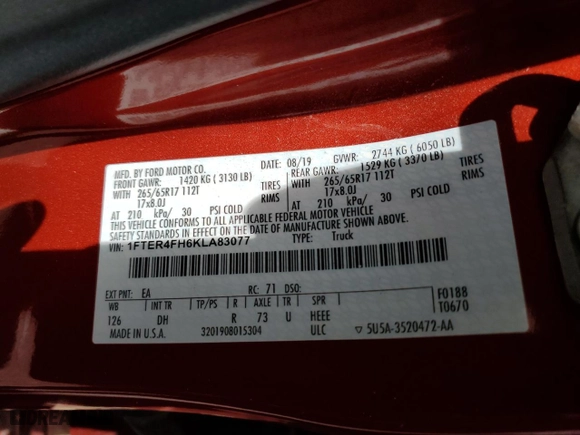 MFD. BY FORD MOTOR CO.
DATE: 08/19 GVWR: 2744 KG ( 6050 LB)
FRONT GAWR: 1420 KG ( 3130 LB) REAR GAWR: 1529 KG ( 3370 LB)
WITH 265/65R17 112T TIRES WITH 265/65R17 112T TIRES
17x8.0J RIMS 17x8.0J RIMS
AT 210 kPa/ 30 PSI COLD AT 210 kPa/ 30 PSI COLD
THIS VEHICLE CONFORMS TO ALL APPLICABLE FEDERAL MOTOR VEHICLE
SAFETY STANDARDS IN EFFECT ON THE DATE OF MANUFACTURE SHOWN ABOVE.
VIN: 1FTER4FH6KLA83077 TYPE: Truck
EXT PNT: EA RC: 71 DSO: F0188
WB INT TR TP/PS R AXLE TR SPR T0670
126 DH R 73 U HEEE
MADE IN U.S.A. 3201908015304 ULC ▽ 5U5A-3520472-AA